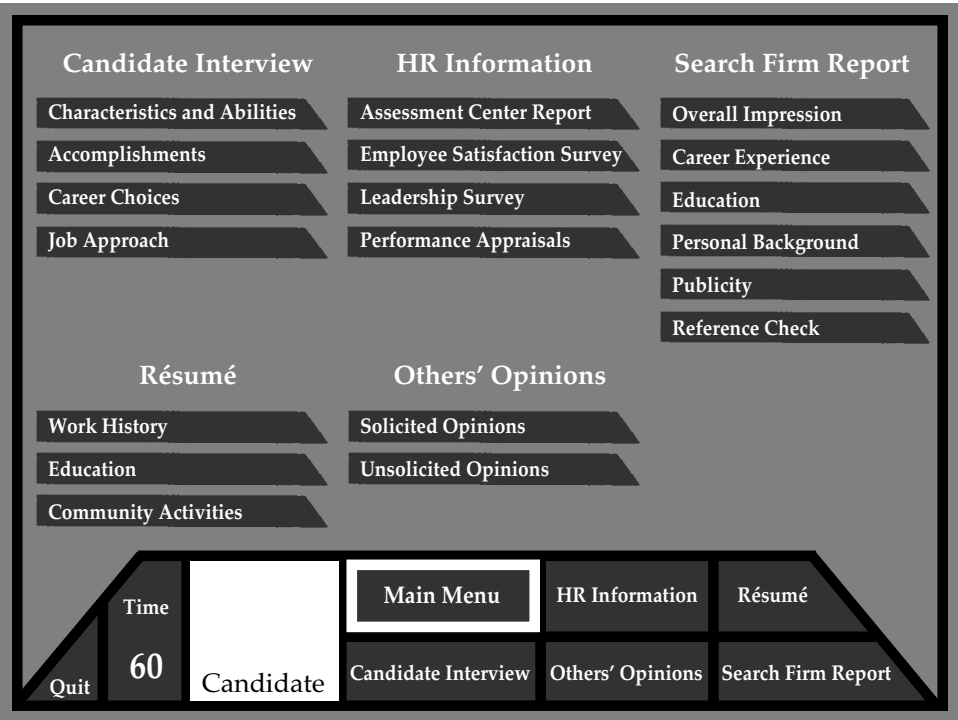 Candidate Interview
Characteristics and Abilities
Accomplishments
Career Choices
Job Approach
HR Information
Assessment Center Report
Employee Satisfaction Survey
Leadership Survey
Performance Appraisals
Search Firm Report
Overall Impression
Career Experience
Education
Personal Background
Publicity
Reference Check
Résumé
Work History
Education
Community Activities
Others’ Opinions
Solicited Opinions
Unsolicited Opinions
Quit
Time
60
Candidate
Main Menu
HR Information
Résumé
Candidate Interview
Others’ Opinions
Search Firm Report